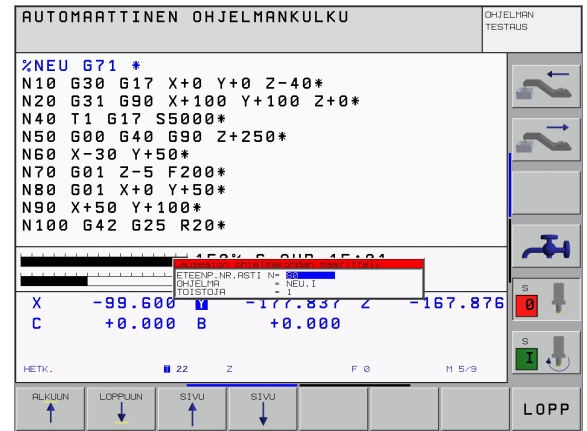 AUTOMAATTINEN OHJELMANKULKU
OHJELMAN
TESTAUS
%NEU G71 *
N10 G30 G17 X+0 Y+0 Z-40*
N20 G31 G90 X+100 Y+100 Z+0*
N40 T1 G17 S5000*
N50 G00 G40 G90 Z+250*
N60 X-30 Y+50*
N70 G01 Z-5 F200*
N80 G01 X+0 Y+50*
N90 X+50 Y+100*
N100 G42 G25 R20*
ETEENP.NR.ASTI N= 80
OHJELMA = NEU.I
TOISTOJA = 1
X -99.600 Y -177.837 Z -167.876
C +0.000 B +0.000
HETK. T 22 Z F 0 M 5/9
S
0
S
I
ALKUUN LOPPUUN SIVU SIVU
LOPP